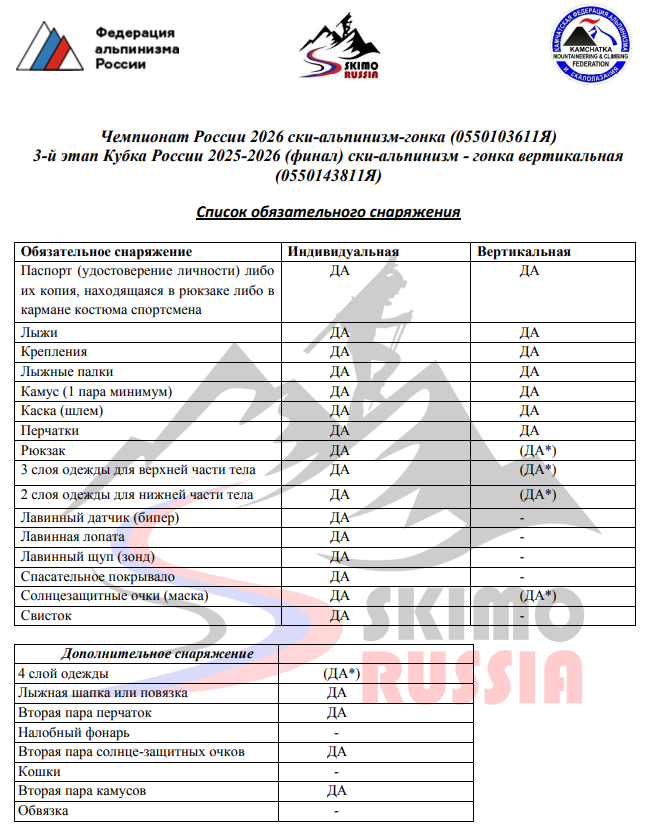 Федерация
альпинизма
России
SKIMO
RUSSIA
КАМЧАТСКАЯ ФЕДЕРАЦИЯ АЛЬПИНИЗМА
KAMCHATKA
MOUNTAINEERING & CLIMBING
FEDERATION
И СКАЛОЛАЗАНИЯ
Чемпионат России 2026 ски-альпинизм-гонка (0550103611Я)
3-й этап Кубка России 2025-2026 (финал) ски-альпинизм - гонка вертикальная
(0550143811Я)
Список обязательного снаряжения
Обязательное снаряжение Индивидуальная Вертикальная
Паспорт (удостоверение личности) либо ДА ДА
их копия, находящаяся в рюкзаке либо в
кармане костюма спортсмена
Лыжи ДА ДА
Крепления ДА ДА
Лыжные палки ДА ДА
Камус (1 пара минимум) ДА ДА
Каска (шлем) ДА ДА
Перчатки ДА ДА
Рюкзак ДА (ДА*)
3 слоя одежды для верхней части тела ДА (ДА*)
2 слоя одежды для нижней части тела ДА (ДА*)
Лавинный датчик (бипер) ДА -
Лавинная лопата ДА -
Лавинный щуп (зонд) ДА -
Спасательное покрывало ДА -
Солнцезащитные очки (маска) ДА (ДА*)
Свисток ДА -
SKIMO
RUSSIA
Дополнительное снаряжение
4 слой одежды (ДА*)
Лыжная шапка или повязка ДА
Вторая пара перчаток ДА
Налобный фонарь -
Вторая пара солнце-защитных очков ДА
Кошки -
Вторая пара камусов ДА
Обвязка -